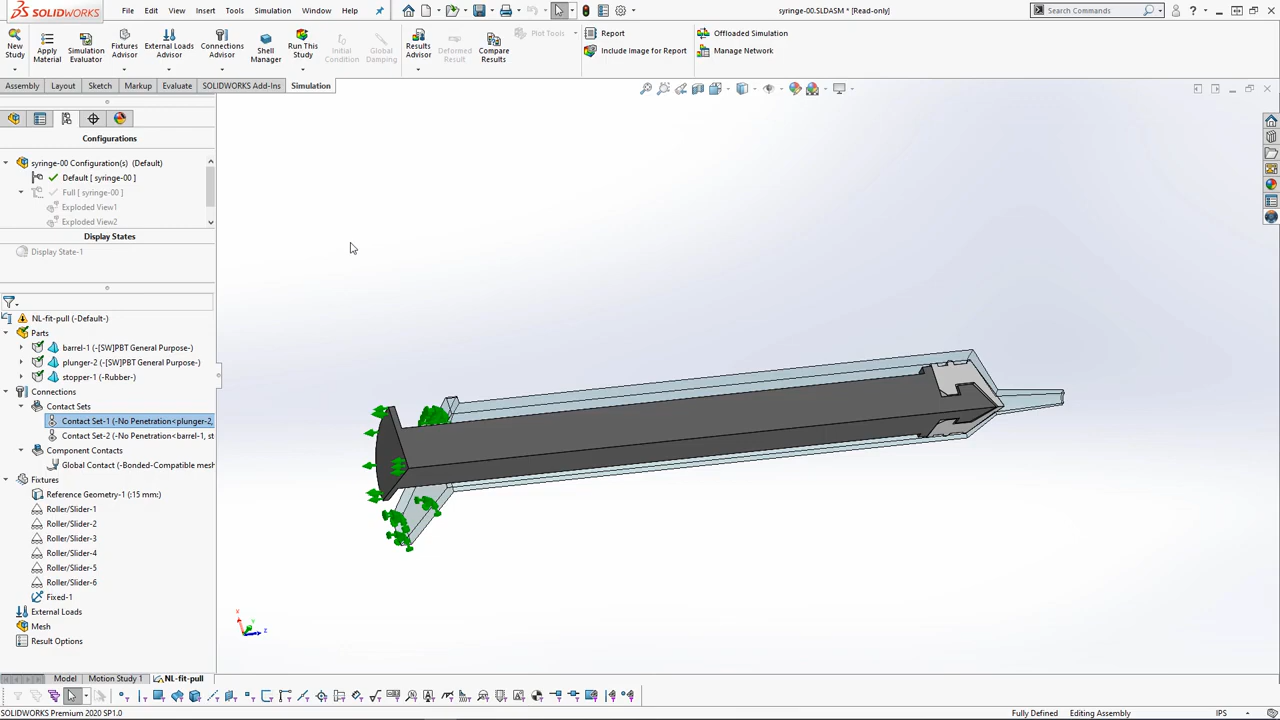 SOLIDWORKS File Edit View Insert Tools Simulation Window Help syringe-00.SLDASM * [Read-only] Search Commands
New Study Apply Material Simulation Evaluator Fixtures Advisor External Loads Advisor Connections Advisor Shell Manager Run This Study Initial Condition Global Damping Results Advisor Deformed Result Compare Results Plot Tools Report Include Image for Report Offloaded Simulation Manage Network
Assembly Layout Sketch Markup Evaluate SOLIDWORKS Add-Ins Simulation
Configurations
syringe-00 Configuration(s) (Default)
Default [ syringe-00 ]
Full [ syringe-00 ]
Exploded View1
Exploded View2
Display States
Display State-1
NL-fit-pull (-Default-)
Parts
barrel-1 (-[SW]PBT General Purpose-)
plunger-2 (-[SW]PBT General Purpose-)
stopper-1 (-Rubber-)
Connections
Contact Sets
Contact Set-1 (-No Penetration<plunger-2,
Contact Set-2 (-No Penetration<barrel-1, st
Component Contacts
Global Contact (-Bonded-Compatible mesh
Fixtures
Reference Geometry-1 (:15 mm:)
Roller/Slider-1
Roller/Slider-2
Roller/Slider-3
Roller/Slider-4
Roller/Slider-5
Roller/Slider-6
Fixed-1
External Loads
Mesh
Result Options
X Y Z
Model Motion Study 1 NL-fit-pull
SOLIDWORKS Premium 2020 SP1.0 Fully Defined Editing Assembly IPS